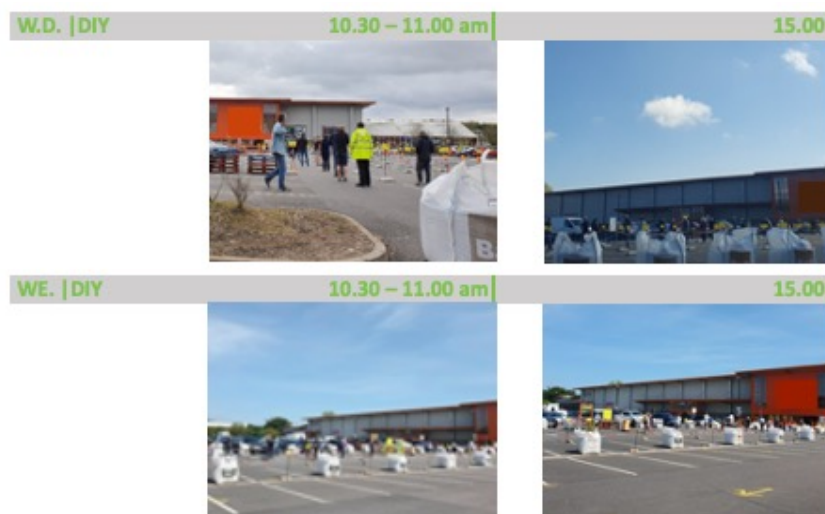 W.D. | DIY 10.30 – 11.00 am 15.00
B
WE. | DIY 10.30 – 11.00 am 15.00